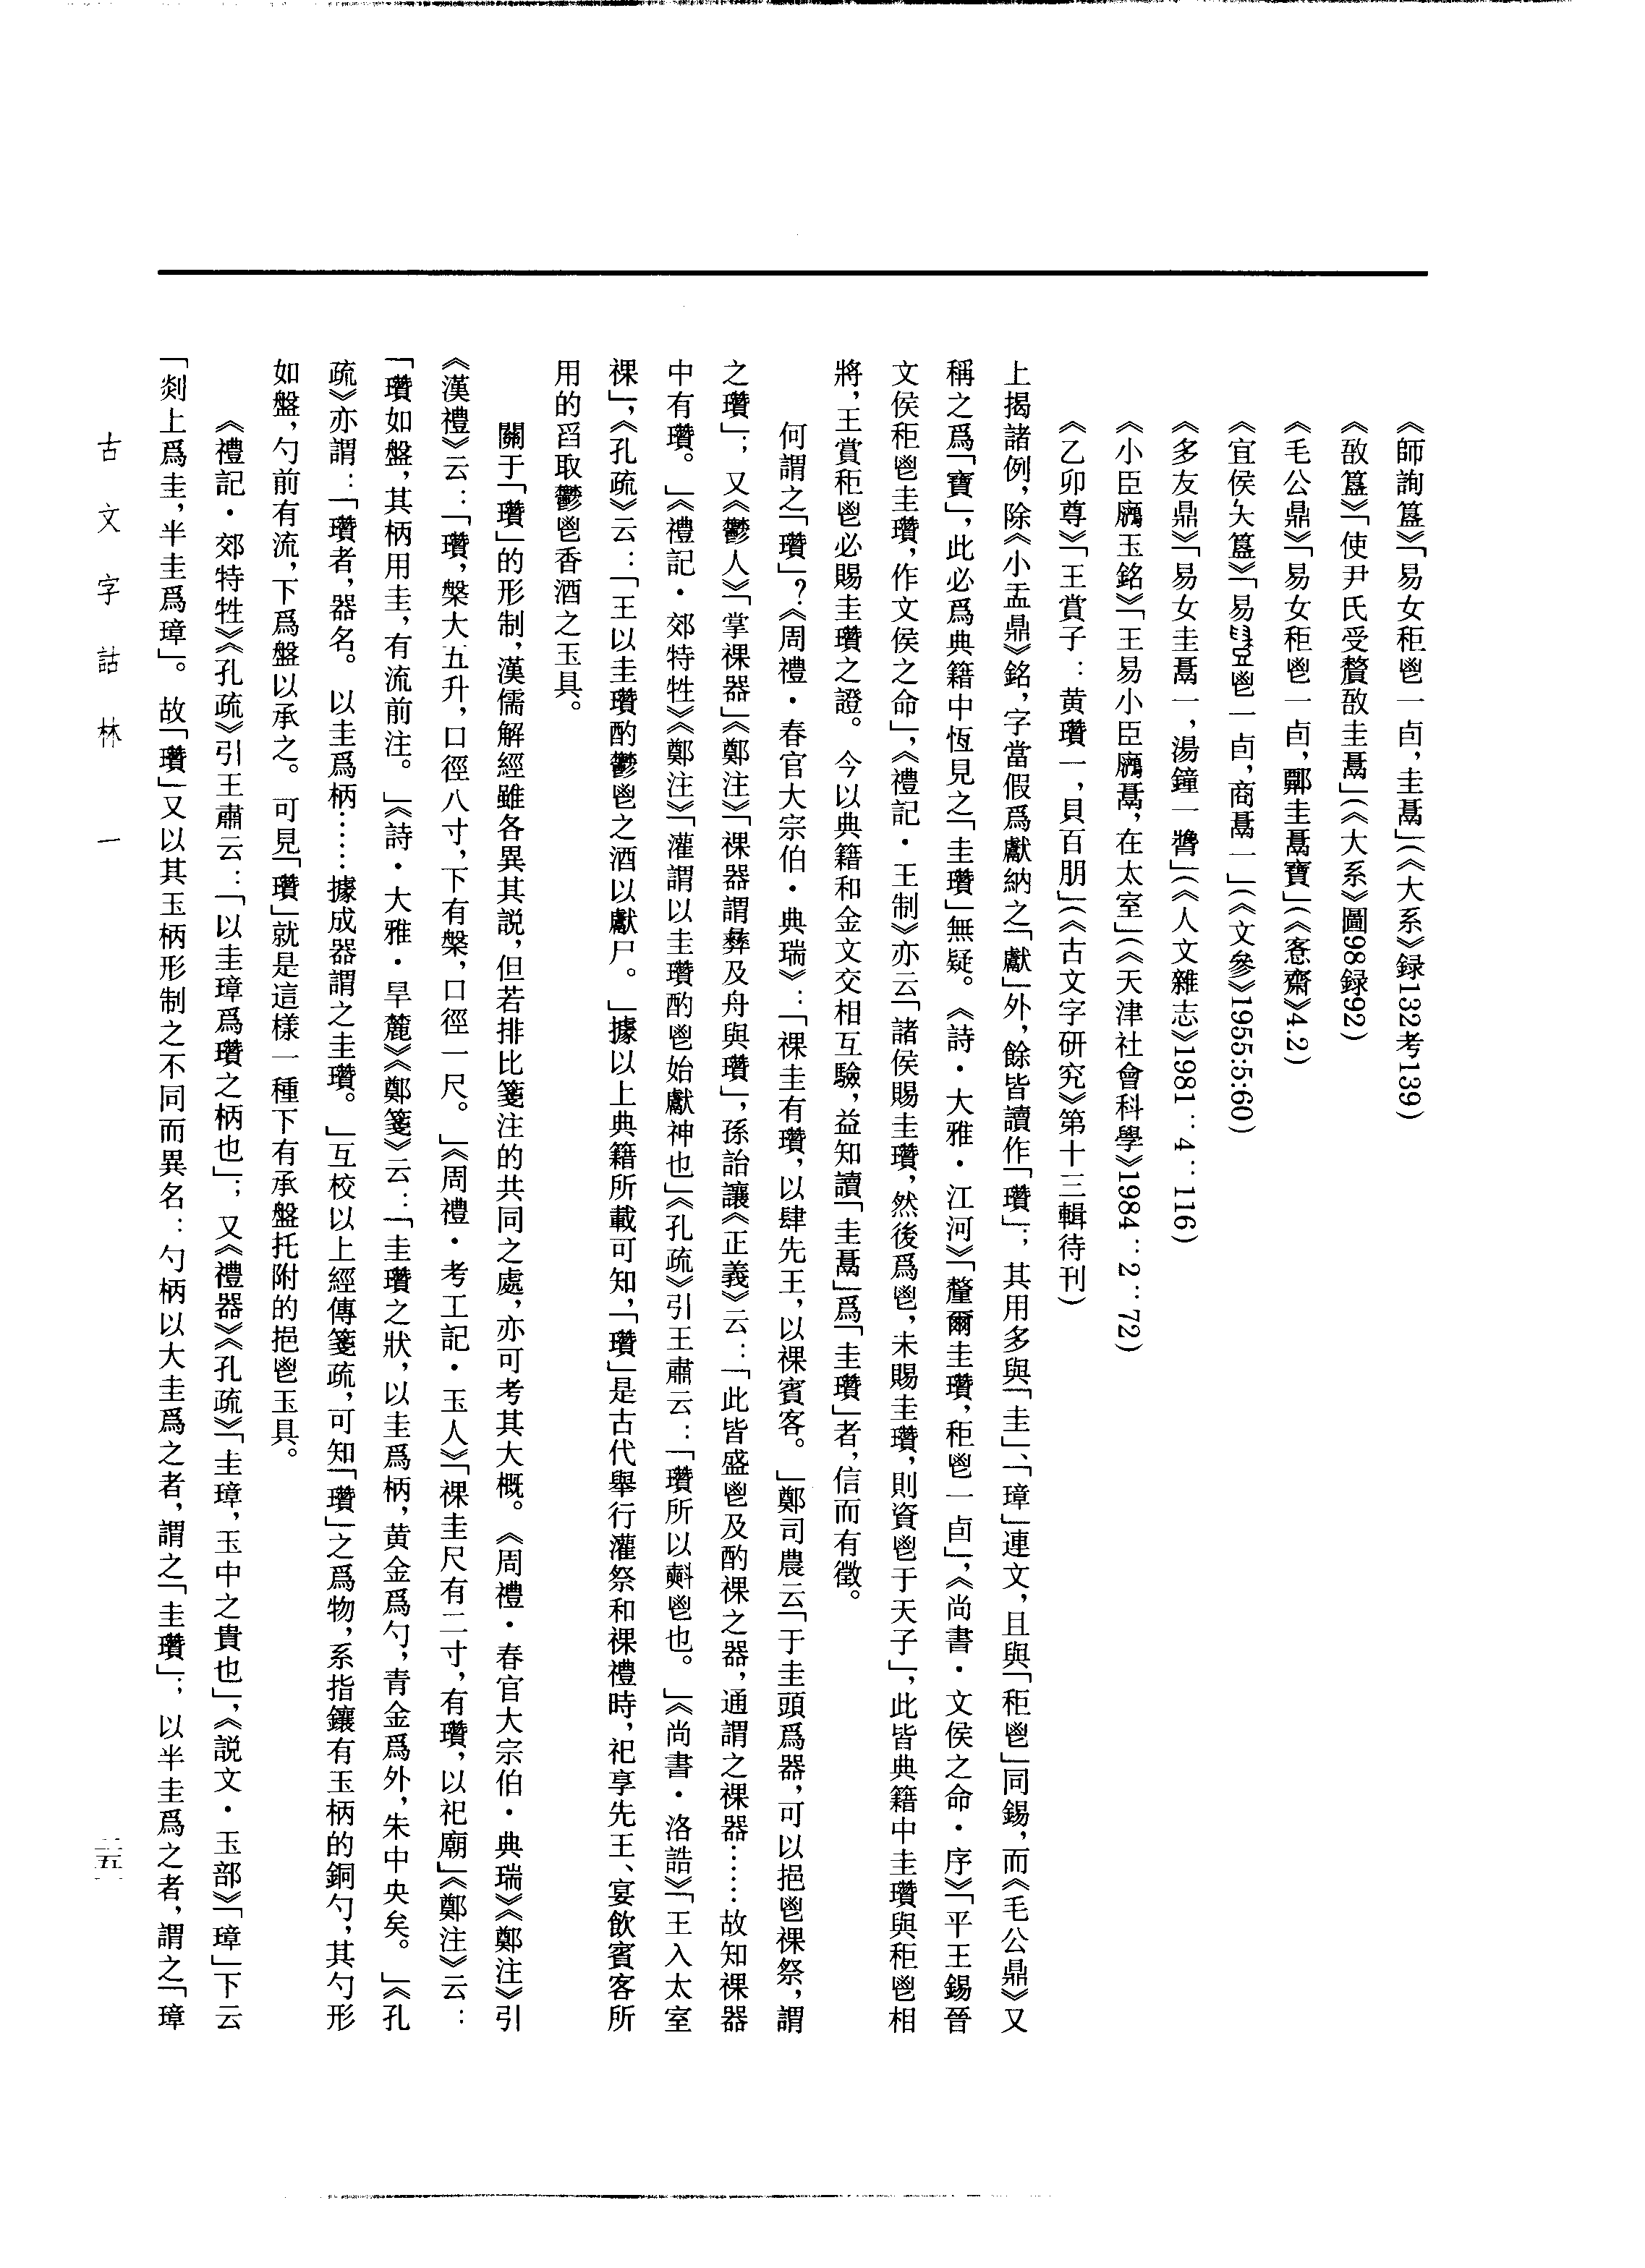 《師詢簋》「易女秬鬯一卣，圭鬲」（《大系》録132考139）
《敔簋》「使尹氏受贅敔圭鬲」（《大系》圖98録92）
《毛公鼎》「易女秬鬯一卣，圭鬲寶」（《愙齋》4.2）
《宜侯夨簋》「易鬯一卣，商鬲一」（《文參》1955:5:60）
《多友鼎》「易女圭鬲一，湯鐘一」（《人文雜志》1981：4：116）
《小臣玉銘》「王易小臣鬲，在太室」（《天津社會科學》1984：2：72）
《乙卯尊》「王賞子：黄瓚一，貝百朋」（《古文字研究》第十三輯待刊）
上揭諸例，除《小盂鼎》銘，字當假爲獻納之「獻」外，餘皆讀作「瓚」；其用多與「圭」、「璋」連文，且與「秬鬯」同錫，而《毛公鼎》又
稱之爲「寶」，此必爲典籍中恆見之「圭瓚」無疑。《詩·大雅·江河》「釐爾圭瓚，秬鬯一卣」，《尚書·文侯之命·序》「平王錫晉
文侯秬鬯圭瓚，作文侯之命」，《禮記·王制》亦云「諸侯賜圭瓚，然後爲鬯，未賜圭瓚，則資鬯于天子」，此皆典籍中圭瓚與秬鬯相
將，王賞秬鬯必賜圭瓚之證。今以典籍和金文交相互驗，益知讀「圭鬲」爲「圭瓚」者，信而有徵。
何謂之「瓚」？《周禮·春官大宗伯·典瑞》：「祼圭有瓚，以肆先王，以祼賓客。」鄭司農云「于圭頭爲器，可以挹鬯祼祭，謂
之瓚」；又《鬱人》「掌祼器」《鄭注》「祼器謂彝及舟與瓚」，孫詒讓《正義》云：「此皆盛鬯及酌祼之器，通謂之祼器……故知祼器
中有瓚。」《禮記·郊特牲》《鄭注》「灌謂以圭瓚酌鬯始獻神也」《孔疏》引王肅云：「瓚所以㪺鬯也。」《尚書·洛誥》「王入太室
祼」，《孔疏》云：「王以圭瓚酌鬱鬯之酒以獻尸。」據以上典籍所載可知，「瓚」是古代舉行灌祭和祼禮時，祀享先王、宴飲賓客所
用的舀取鬱鬯香酒之玉具。
關于「瓚」的形制，漢儒解經雖各異其説，但若排比箋注的共同之處，亦可考其大概。《周禮·春官大宗伯·典瑞》《鄭注》引
《漢禮》云：「瓚，槃大五升，口徑八寸，下有槃，口徑一尺。」《周禮·考工記·玉人》「祼圭尺有二寸，有瓚，以祀廟」《鄭注》云：
「瓚如盤，其柄用圭，有流前注。」《詩·大雅·旱麓》《鄭箋》云：「圭瓚之狀，以圭爲柄，黄金爲勺，青金爲外，朱中央矣。」《孔
疏》亦謂：「瓚者，器名。以圭爲柄……據成器謂之圭瓚。」互校以上經傳箋疏，可知「瓚」之爲物，系指鑲有玉柄的銅勺，其勺形
如盤，勺前有流，下爲盤以承之。可見「瓚」就是這樣一種下有承盤托附的挹鬯玉具。
《禮記·郊特牲》《孔疏》引王肅云：「以圭璋爲瓚之柄也」；又《禮器》《孔疏》「圭璋，玉中之貴也」，《説文·玉部》「璋」下云
「剡上爲圭，半圭爲璋」。故「瓚」又以其玉柄形制之不同而異名：勺柄以大圭爲之者，謂之「圭瓚」；以半圭爲之者，謂之「璋
古文字詁林 一
二五一